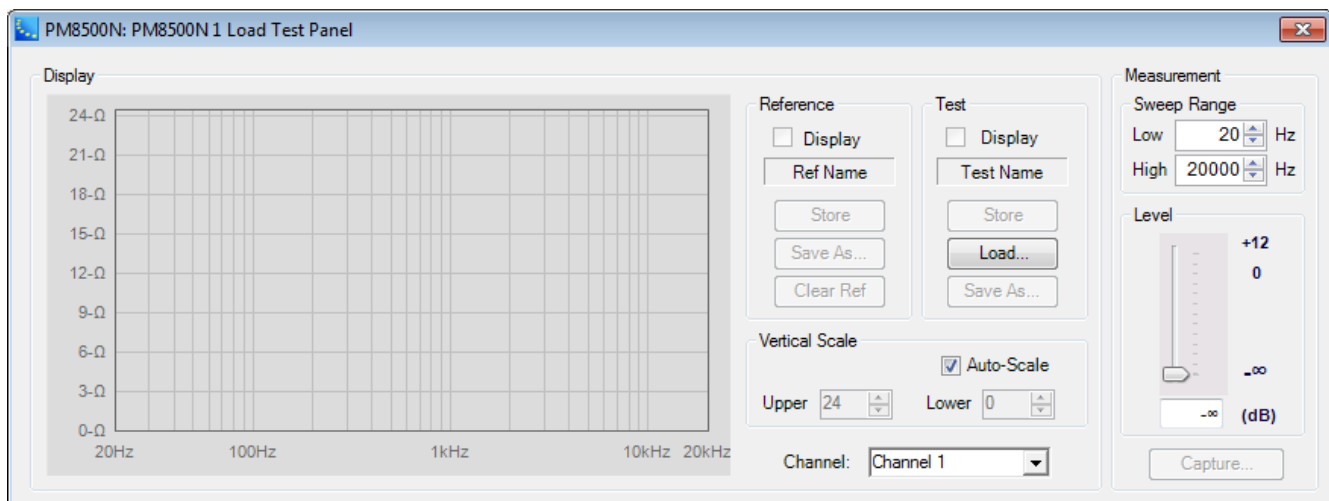 PM8500N: PM8500N 1 Load Test Panel
Display
24-Ω
21-Ω
18-Ω
15-Ω
12-Ω
9-Ω
6-Ω
3-Ω
0-Ω
20Hz 100Hz 1kHz 10kHz 20kHz
Reference
Display
Ref Name
Store
Save As...
Clear Ref
Test
Display
Test Name
Store
Load...
Save As...
Vertical Scale
Auto-Scale
Upper 24 Lower 0
Channel: Channel 1
Measurement
Sweep Range
Low 20 Hz
High 20000 Hz
Level
+12
0
-∞
-∞ (dB)
Capture...